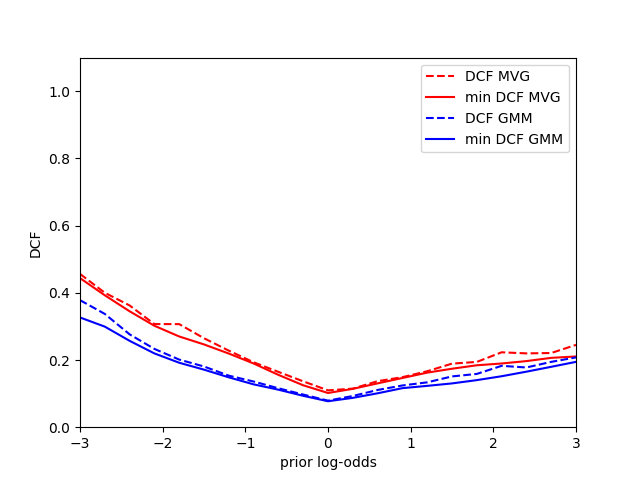 DCF MVG
min DCF MVG
DCF GMM
min DCF GMM
1.0
0.8
0.6
0.4
0.2
0.0
DCF
−3
−2
−1
0
1
2
3
prior log-odds